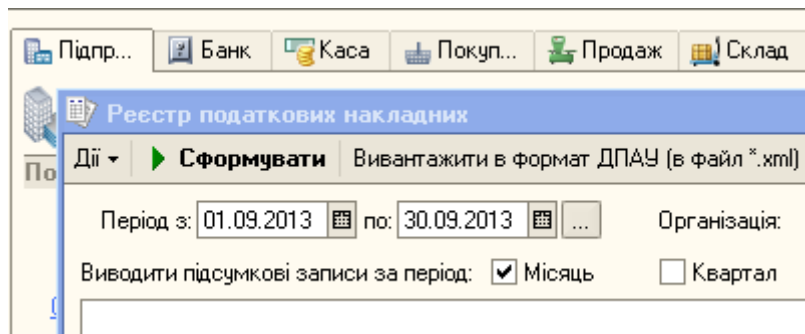 Підпр... Банк Каса Покуп... Продаж Склад
Реєстр податкових накладних
Дії Сформувати Вивантажити в формат ДПАУ (в файл *.xml)
По
Період з: 01.09.2013 по: 30.09.2013 ... Організація:
Виводити підсумкові записи за період: Місяць Квартал